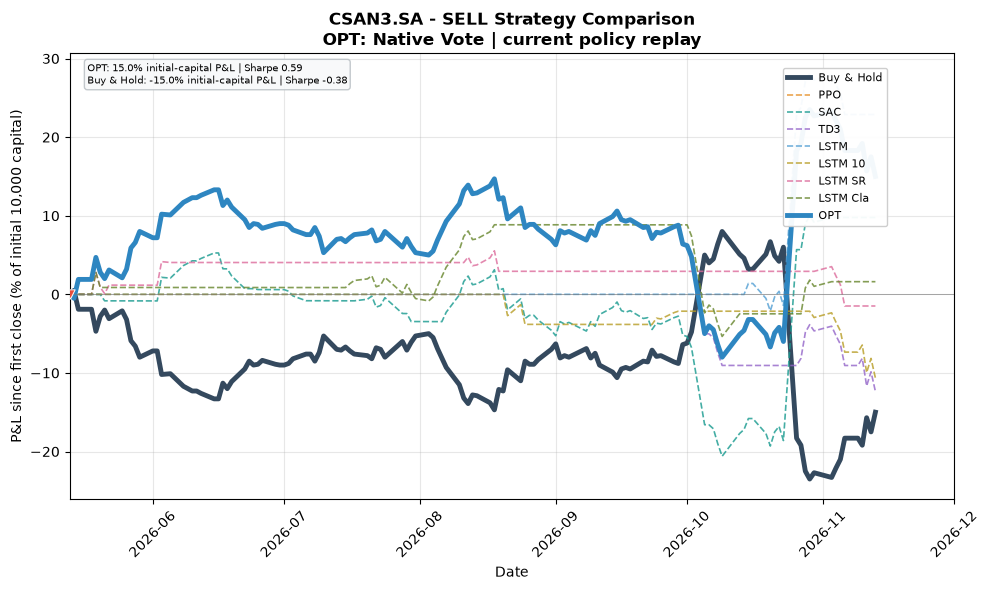 CSAN3.SA - SELL Strategy Comparison
OPT: Native Vote | current policy replay
OPT: 15.0% initial-capital P&L | Sharpe 0.59
Buy & Hold: -15.0% initial-capital P&L | Sharpe -0.38
Buy & Hold
PPO
SAC
TD3
LSTM
LSTM 10
LSTM SR
LSTM Cla
OPT
P&L since first close (% of initial 10,000 capital)
30
20
10
0
−10
−20
2026-06
2026-07
2026-08
2026-09
2026-10
2026-11
2026-12
Date